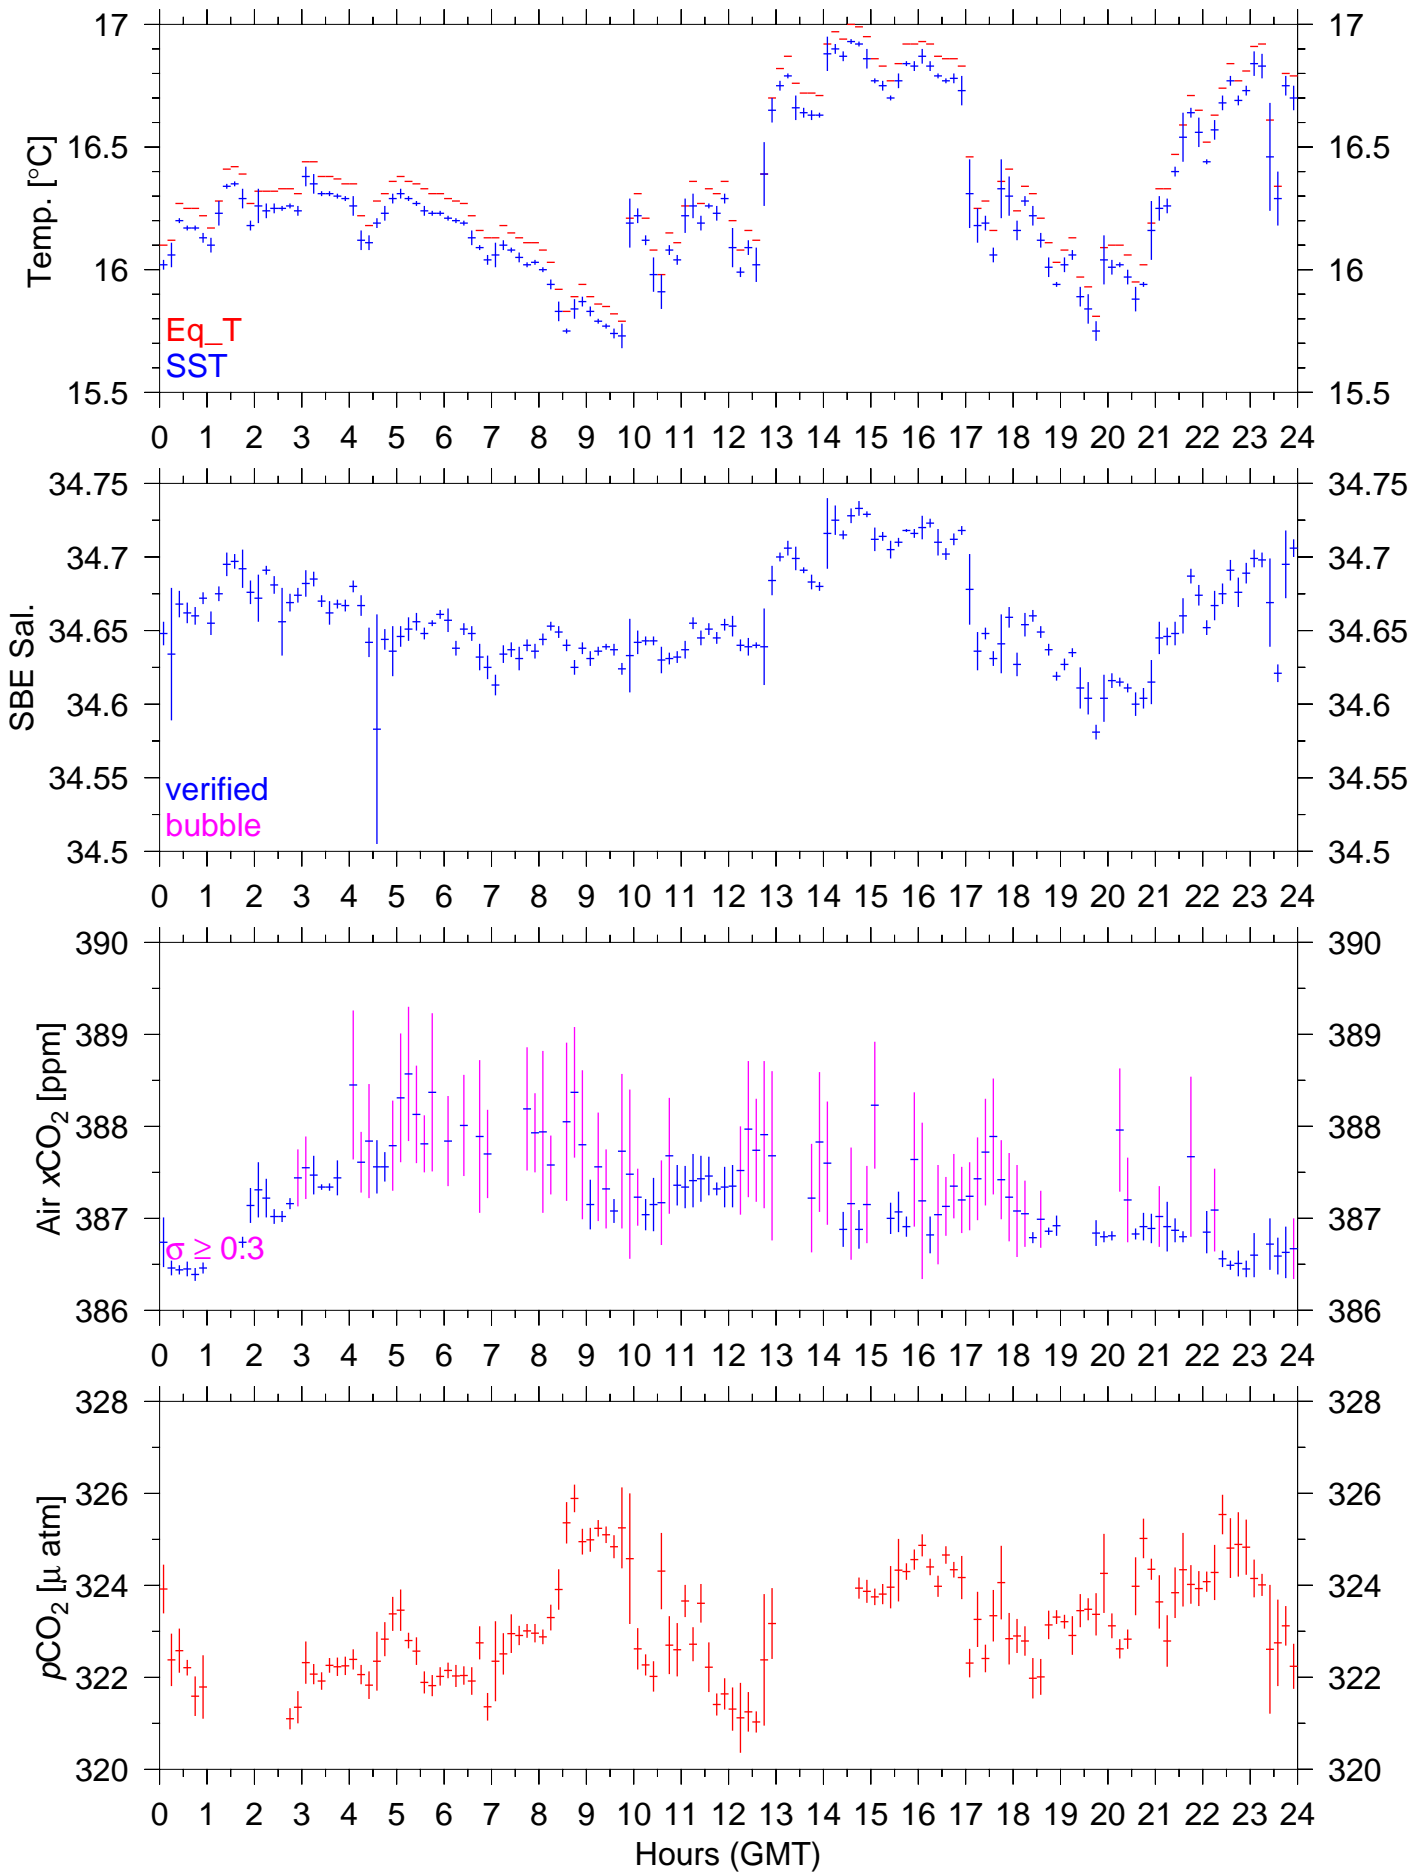 17 17
16.5 16.5
16 16
15.5 15.5
Temp. [°C]
Eq_T
SST
0 1 2 3 4 5 6 7 8 9 10 11 12 13 14 15 16 17 18 19 20 21 22 23 24
34.75 34.75
34.7 34.7
34.65 34.65
34.6 34.6
34.55 34.55
34.5 34.5
SBE Sal.
verified
bubble
0 1 2 3 4 5 6 7 8 9 10 11 12 13 14 15 16 17 18 19 20 21 22 23 24
390 390
389 389
388 388
387 387
386 386
Air xCO₂ [ppm]
σ ≥ 0.3
0 1 2 3 4 5 6 7 8 9 10 11 12 13 14 15 16 17 18 19 20 21 22 23 24
328 328
326 326
324 324
322 322
320 320
pCO₂ [μ atm]
0 1 2 3 4 5 6 7 8 9 10 11 12 13 14 15 16 17 18 19 20 21 22 23 24
Hours (GMT)